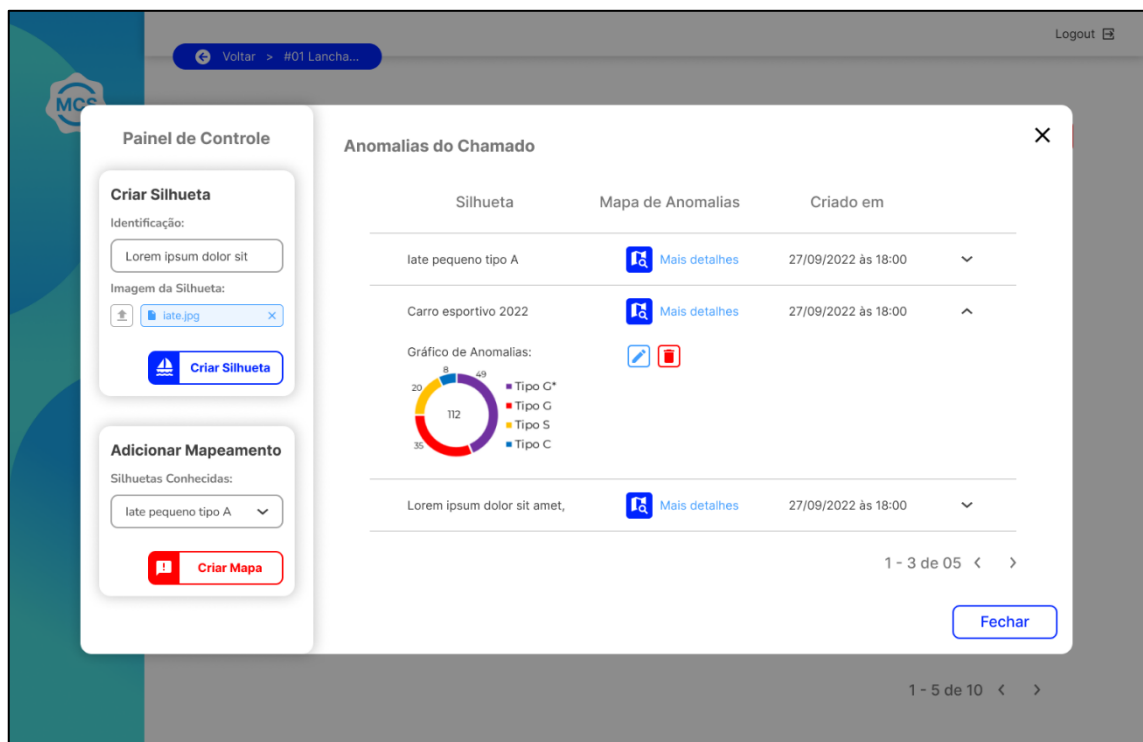 Logout
Voltar > #01 Lancha...
MCS
Painel de Controle
Criar Silhueta
Identificação:
Lorem ipsum dolor sit
Imagem da Silhueta:
iate.jpg
Criar Silhueta
Adicionar Mapeamento
Silhuetas Conhecidas:
Iate pequeno tipo A
Criar Mapa
Anomalias do Chamado
Silhueta Mapa de Anomalias Criado em
Iate pequeno tipo A Mais detalhes 27/09/2022 às 18:00
Carro esportivo 2022 Mais detalhes 27/09/2022 às 18:00
Gráfico de Anomalias:
8
49
20
112
35
Tipo G*
Tipo G
Tipo S
Tipo C
Lorem ipsum dolor sit amet, Mais detalhes 27/09/2022 às 18:00
1 - 3 de 05
Fechar
1 - 5 de 10